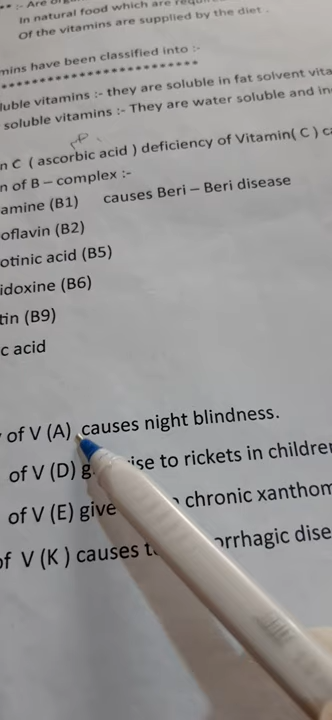 In natural food which are
Of the vitamins are supplied by the diet .
mins have been classified into :-
luble vitamins :- they are soluble in fat solvent vita
soluble vitamins :- They are water soluble and in
n C ( ascorbic acid ) deficiency of Vitamin( C ) ca
n of B – complex :-
amine (B1) causes Beri – Beri disease
oflavin (B2)
otinic acid (B5)
idoxine (B6)
tin (B9)
c acid
of V (A) causes night blindness.
of V (D) g ise to rickets in childre
of V (E) give chronic xanthom
of V (K ) causes orrhagic dise